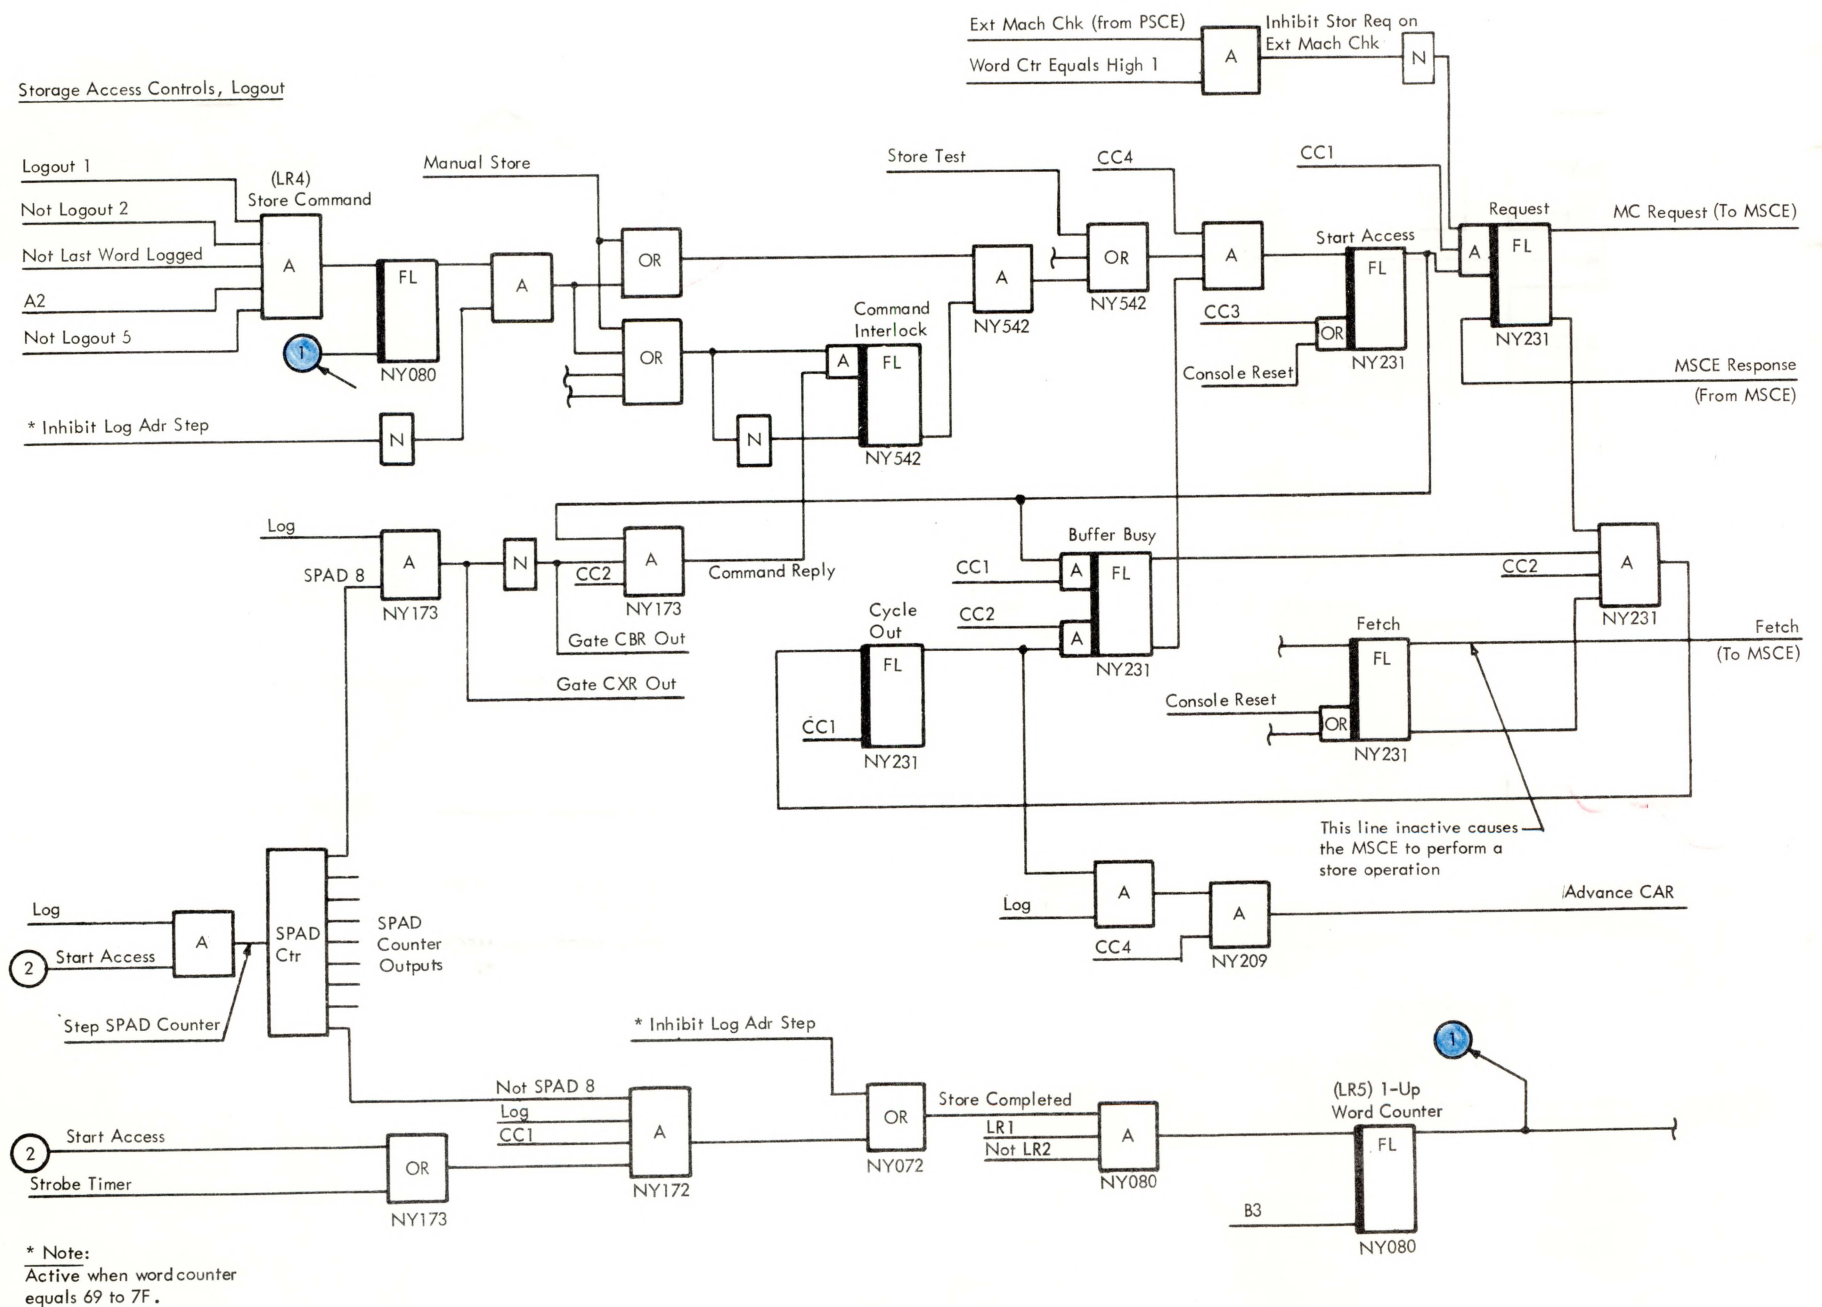 Ext Mach Chk (from PSCE)
Inhibit Stor Req on
Ext Mach Chk
Word Ctr Equals High 1
A
N
Storage Access Controls, Logout
Logout 1
(LR4)
Store Command
Not Logout 2
Not Last Word Logged
A2
Not Logout 5
A
FL
NY080
1
* Inhibit Log Adr Step
N
A
Manual Store
OR
OR
N
Command
Interlock
A
FL
NY542
A
NY542
Store Test
OR
NY542
CC4
A
Start Access
FL
NY231
CC3
OR
Console Reset
CC1
Request
A
FL
NY231
MC Request (To MSCE)
MSCE Response
(From MSCE)
Log
SPAD 8
A
NY173
N
CC2
A
NY173
Command Reply
Gate CBR Out
Gate CXR Out
Buffer Busy
CC1
A
FL
CC2
A
NY231
Cycle
Out
FL
CC1
NY231
CC2
A
NY231
Fetch
FL
Console Reset
OR
NY231
Fetch
(To MSCE)
This line inactive causes
the MSCE to perform a
store operation
Log
A
CC4
A
NY209
Advance CAR
Log
2
Start Access
A
Step SPAD Counter
SPAD
Ctr
SPAD
Counter
Outputs
* Inhibit Log Adr Step
Not SPAD 8
Log
CC1
A
NY172
2
Start Access
Strobe Timer
OR
NY173
OR
NY072
Store Completed
LR1
Not LR2
A
NY080
(LR5) 1-Up
Word Counter
FL
B3
NY080
1
* Note:
Active when word counter
equals 69 to 7F.